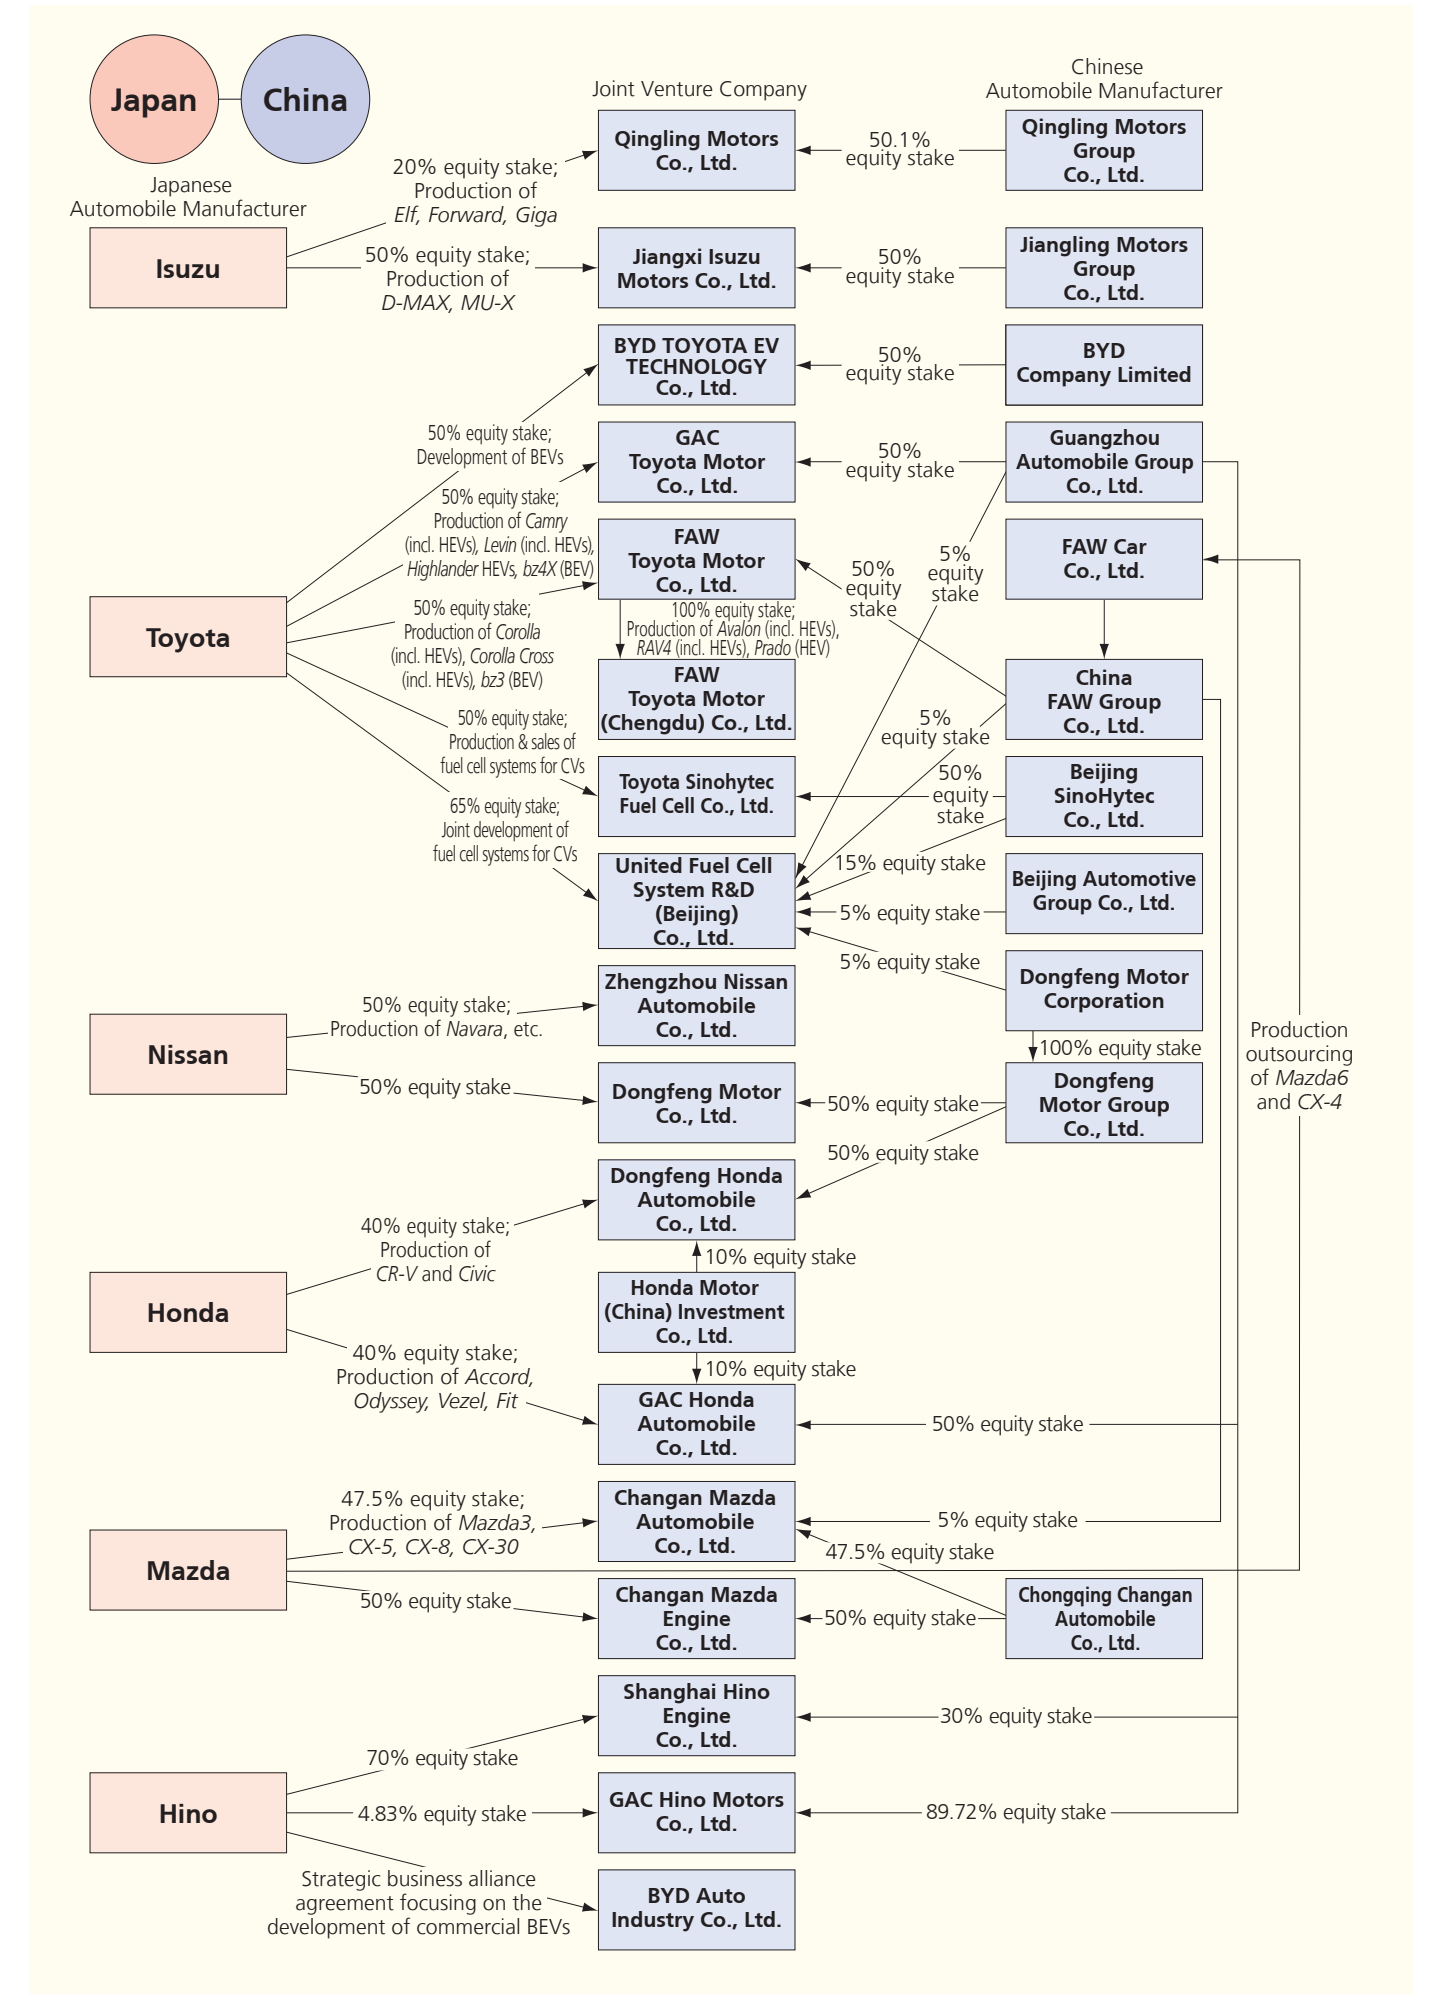 Japan
China
Japanese
Automobile Manufacturer
Joint Venture Company
Chinese
Automobile Manufacturer
Isuzu
20% equity stake;
Production of
Elf, Forward, Giga
50% equity stake;
Production of
D-MAX, MU-X
Qingling Motors
Co., Ltd.
50.1%
equity stake
Qingling Motors
Group
Co., Ltd.
Jiangxi Isuzu
Motors Co., Ltd.
50%
equity stake
Jiangling Motors
Group
Co., Ltd.
Toyota
50% equity stake;
Development of BEVs
BYD TOYOTA EV
TECHNOLOGY
Co., Ltd.
50%
equity stake
BYD
Company Limited
50% equity stake;
Production of Camry
(incl. HEVs), Levin (incl. HEVs),
Highlander HEVs, bz4X (BEV)
GAC
Toyota Motor
Co., Ltd.
50%
equity stake
Guangzhou
Automobile Group
Co., Ltd.
50% equity stake;
Production of Corolla
(incl. HEVs), Corolla Cross
(incl. HEVs), bz3 (BEV)
FAW
Toyota Motor
Co., Ltd.
50%
equity
stake
5%
equity
stake
FAW Car
Co., Ltd.
100% equity stake;
Production of Avalon (incl. HEVs),
RAV4 (incl. HEVs), Prado (HEV)
FAW
Toyota Motor
(Chengdu) Co., Ltd.
5%
equity stake
China
FAW Group
Co., Ltd.
50% equity stake;
Production & sales of
fuel cell systems for CVs
Toyota Sinohytec
Fuel Cell Co., Ltd.
50%
equity
stake
Beijing
SinoHytec
Co., Ltd.
65% equity stake;
Joint development of
fuel cell systems for CVs
United Fuel Cell
System R&D
(Beijing)
Co., Ltd.
15% equity stake
5% equity stake
Beijing Automotive
Group Co., Ltd.
5% equity stake
Dongfeng Motor
Corporation
100% equity stake
Nissan
50% equity stake;
Production of Navara, etc.
Zhengzhou Nissan
Automobile
Co., Ltd.
50% equity stake
Dongfeng Motor
Co., Ltd.
50% equity stake
Dongfeng
Motor Group
Co., Ltd.
50% equity stake
Production
outsourcing
of Mazda6
and CX-4
Honda
40% equity stake;
Production of
CR-V and Civic
Dongfeng Honda
Automobile
Co., Ltd.
10% equity stake
Honda Motor
(China) Investment
Co., Ltd.
10% equity stake
40% equity stake;
Production of Accord,
Odyssey, Vezel, Fit
GAC Honda
Automobile
Co., Ltd.
50% equity stake
Mazda
47.5% equity stake;
Production of Mazda3,
CX-5, CX-8, CX-30
Changan Mazda
Automobile
Co., Ltd.
5% equity stake
47.5% equity stake
50% equity stake
Changan Mazda
Engine
Co., Ltd.
50% equity stake
Chongqing Changan
Automobile
Co., Ltd.
Hino
70% equity stake
Shanghai Hino
Engine
Co., Ltd.
30% equity stake
4.83% equity stake
GAC Hino Motors
Co., Ltd.
89.72% equity stake
Strategic business alliance
agreement focusing on the
development of commercial BEVs
BYD Auto
Industry Co., Ltd.